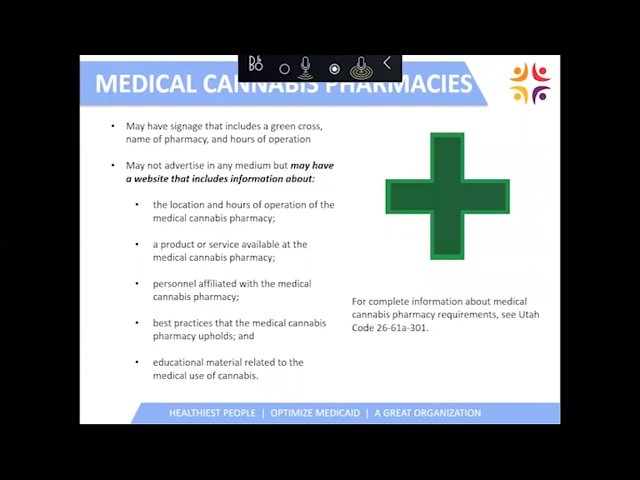 MEDICAL CANNABIS PHARMACIES
• May have signage that includes a green cross,
name of pharmacy, and hours of operation
• May not advertise in any medium but may have
a website that includes information about:
• the location and hours of operation of the
medical cannabis pharmacy;
• a product or service available at the
medical cannabis pharmacy;
• personnel affiliated with the medical
cannabis pharmacy;
• best practices that the medical cannabis
pharmacy upholds; and
• educational material related to the
medical use of cannabis.
For complete information about medical
cannabis pharmacy requirements, see Utah
Code 26-61a-301.
HEALTHIEST PEOPLE | OPTIMIZE MEDICAID | A GREAT ORGANIZATION